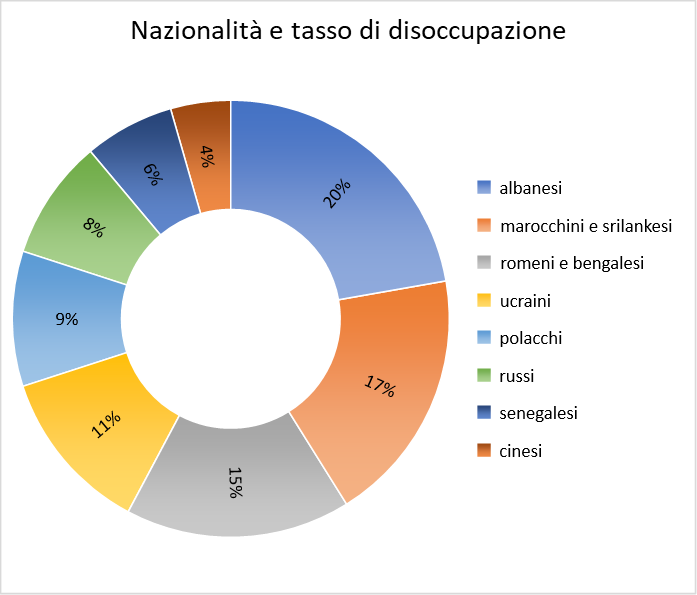 Nazionalità e tasso di disoccupazione
4%
20%
6%
8%
9%
17%
11%
15%
albanesi
marocchini e srilankesi
romeni e bengalesi
ucraini
polacchi
russi
senegalesi
cinesi